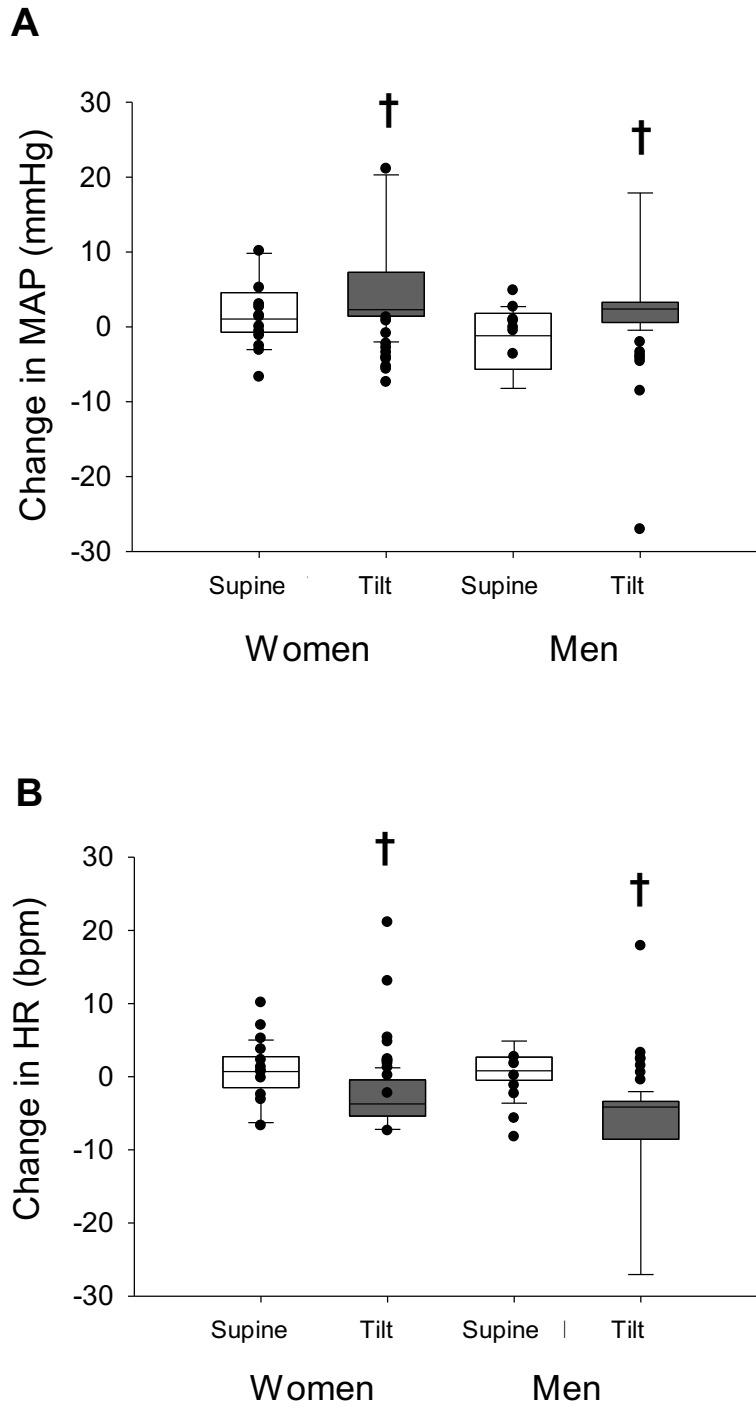 A
Change in MAP (mmHg)
30
20
10
0
-10
-20
-30
†
†
Supine
Tilt
Supine
Tilt
Women
Men
B
Change in HR (bpm)
30
20
10
0
-10
-20
-30
†
†
Supine
Tilt
Supine
Tilt
Women
Men